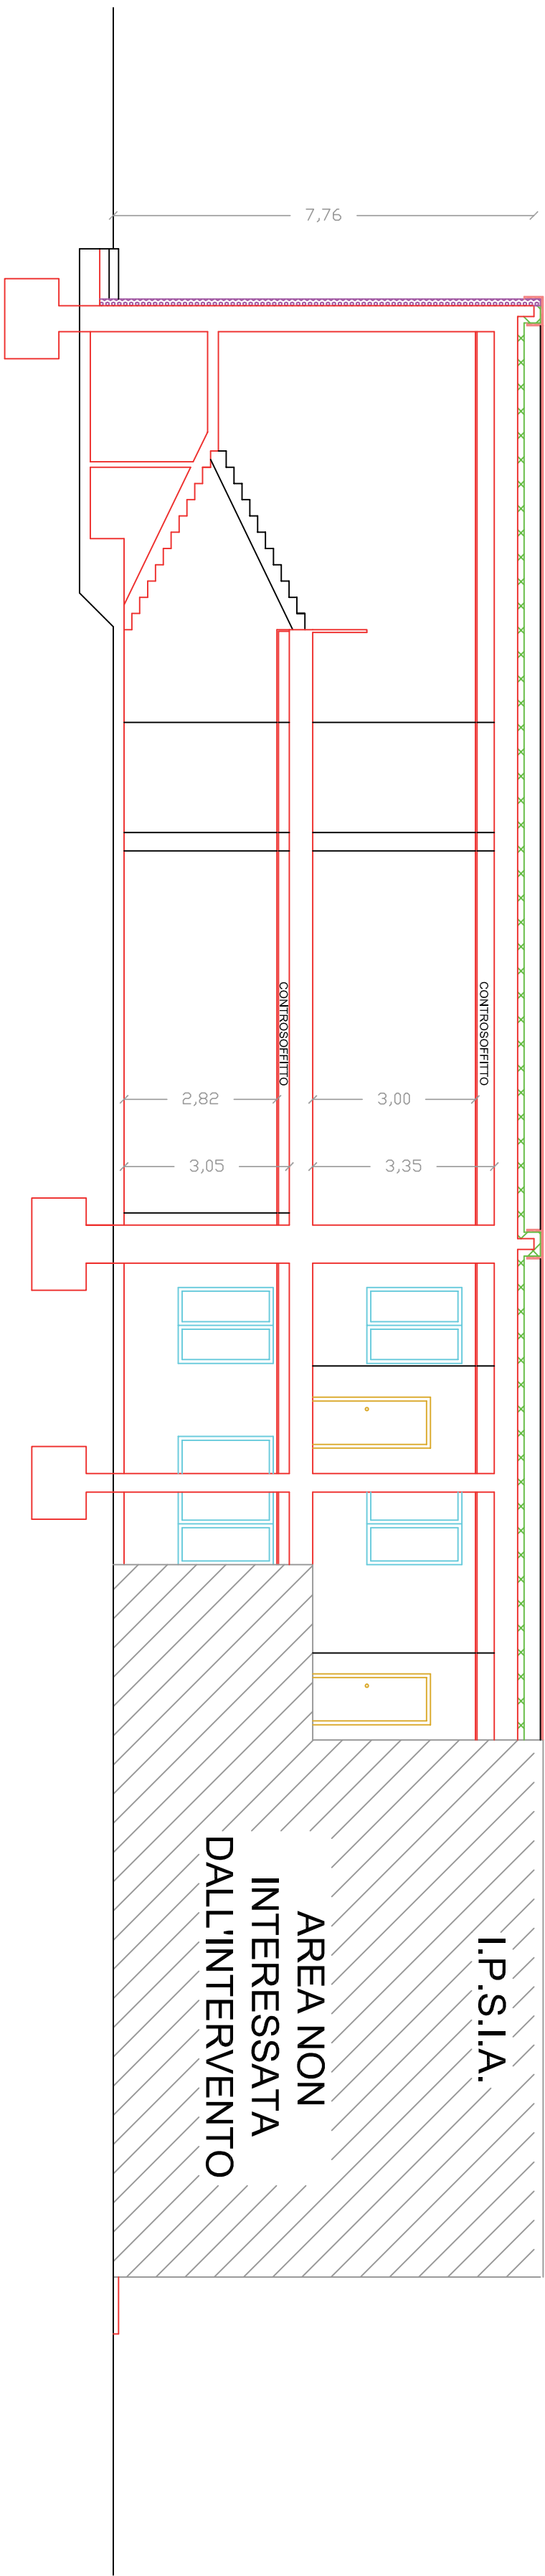 7,76
CONTROSOFFITTO
CONTROSOFFITTO
3,00
2,82
3,35
3,05
I.P.S.I.A.
AREA NON
INTERESSATA
DALL'INTERVENTO